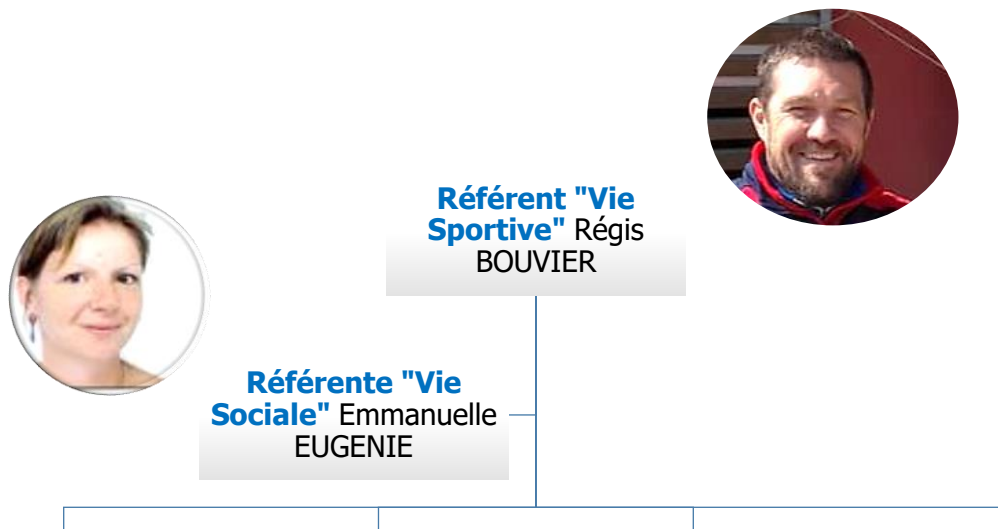 Référent "Vie
Sportive" Régis
BOUVIER
Référente "Vie
Sociale" Emmanuelle
EUGENIE